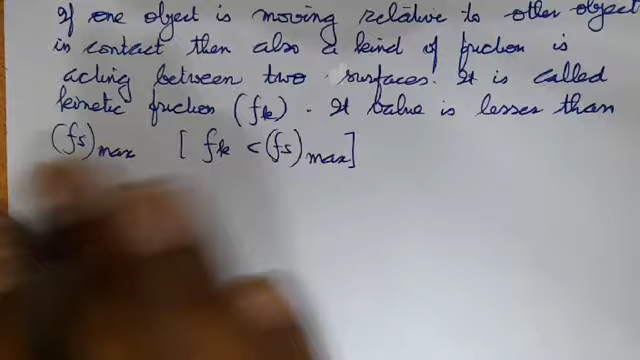 If one object is moving relative to other object
in contact then also a kind of friction is
acting between two surfaces. It is called
kinetic friction (fk). It value is lesser than
(fs)max [ fk < (fs)max ]